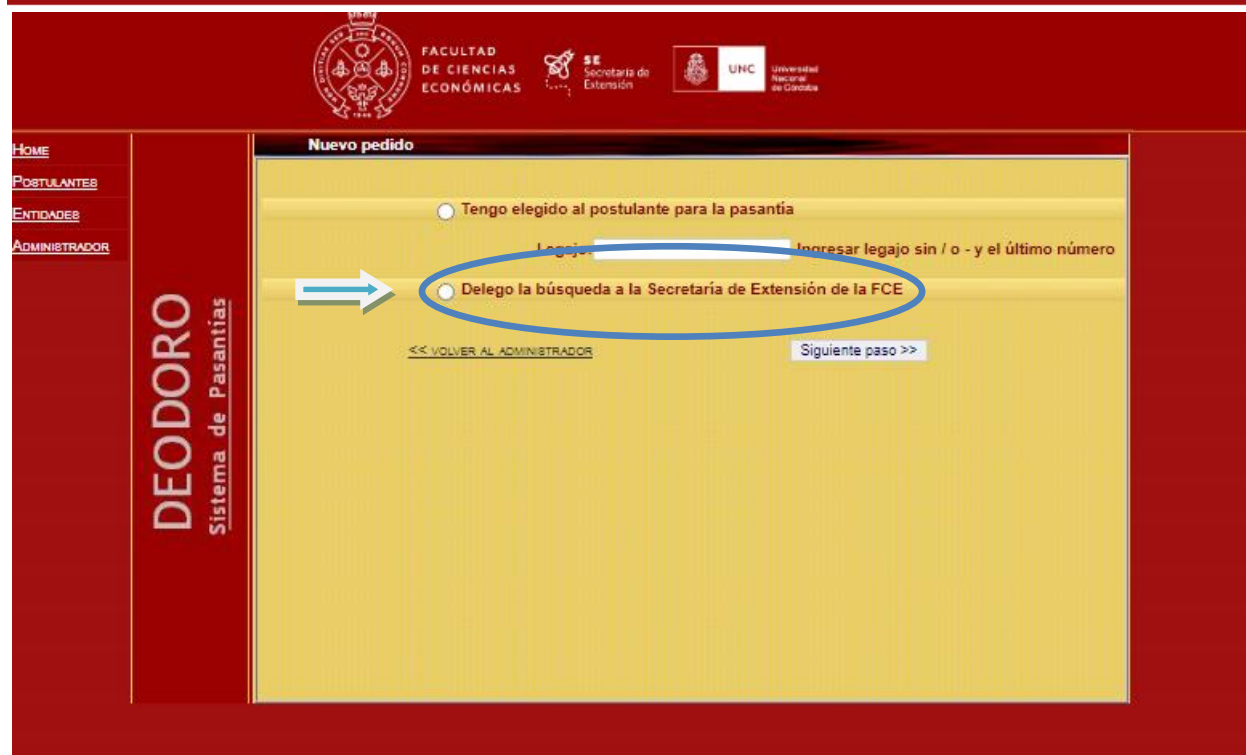 FACULTAD
DE CIENCIAS
ECONÓMICAS
SE
Secretaría de
Extensión
UNC
Universidad
Nacional
de Córdoba
HOME
POSTULANTES
ENTIDADES
ADMINISTRADOR
DEODORO
Sistema de Pasantías
Nuevo pedido
Tengo elegido al postulante para la pasantía
Legajo: Ingresar legajo sin / o - y el último número
Delego la búsqueda a la Secretaría de Extensión de la FCE
<< VOLVER AL ADMINISTRADOR
Siguiente paso >>